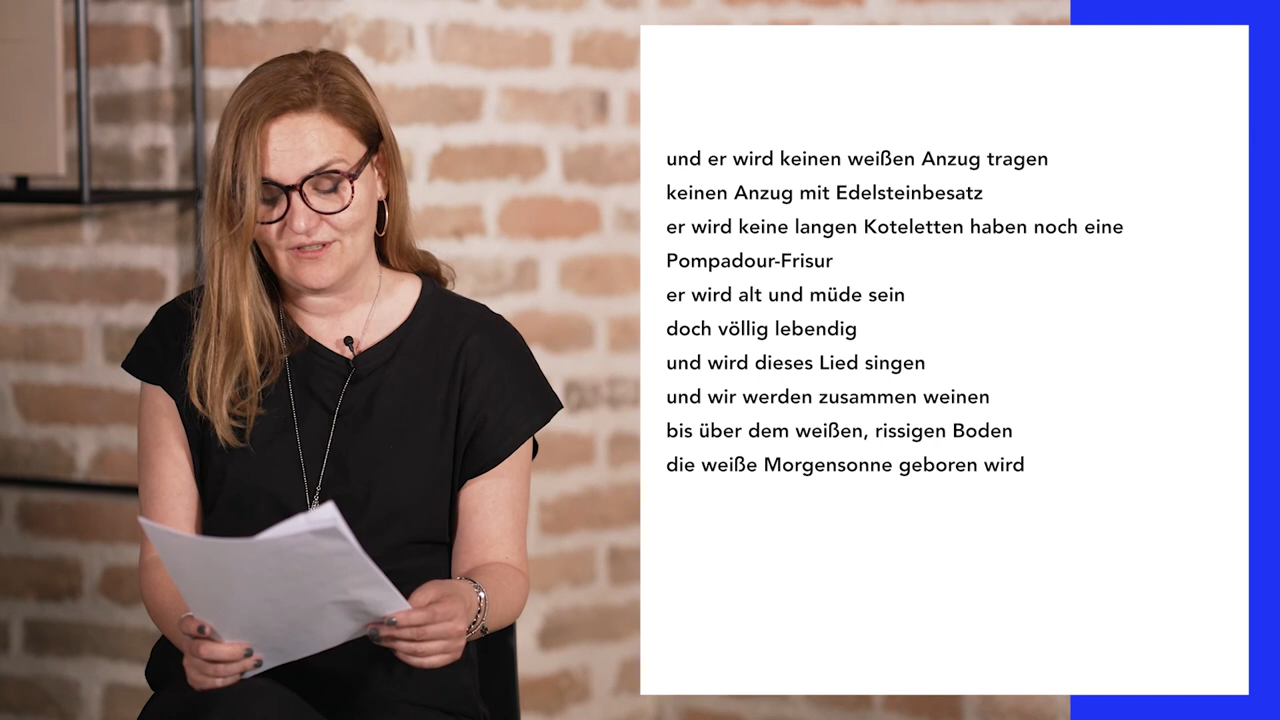 und er wird keinen weißen Anzug tragen
keinen Anzug mit Edelsteinbesatz
er wird keine langen Koteletten haben noch eine
Pompadour-Frisur
er wird alt und müde sein
doch völlig lebendig
und wird dieses Lied singen
und wir werden zusammen weinen
bis über dem weißen, rissigen Boden
die weiße Morgensonne geboren wird